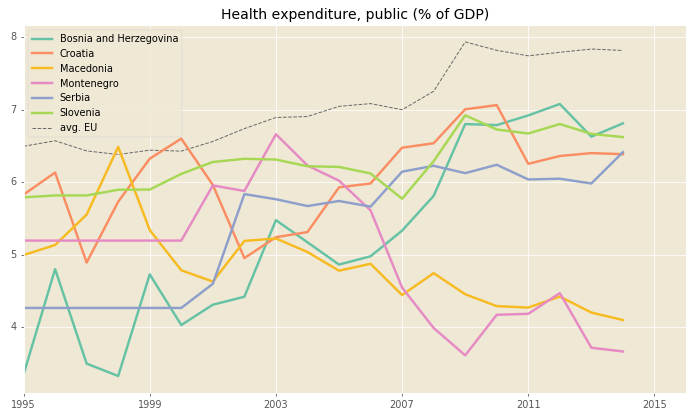 Health expenditure, public (% of GDP)
8
7
6
5
4
Bosnia and Herzegovina
Croatia
Macedonia
Montenegro
Serbia
Slovenia
avg. EU
1995 1999 2003 2007 2011 2015